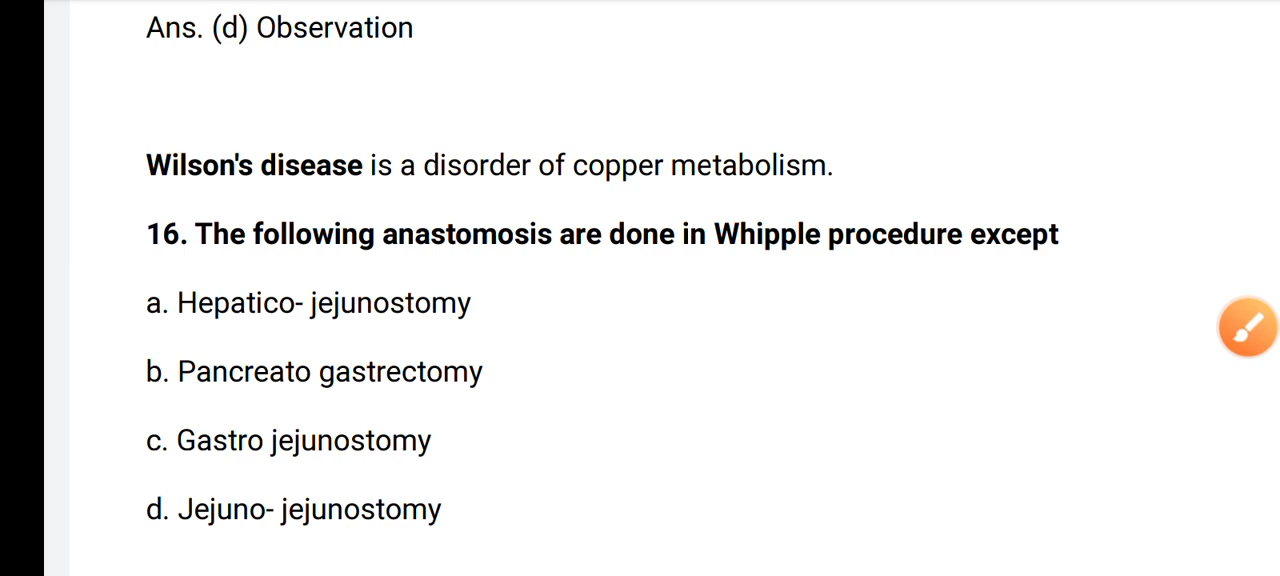 Ans. (d) Observation
Wilson's disease is a disorder of copper metabolism.
16. The following anastomosis are done in Whipple procedure except
a. Hepatico- jejunostomy
b. Pancreato gastrectomy
c. Gastro jejunostomy
d. Jejuno- jejunostomy